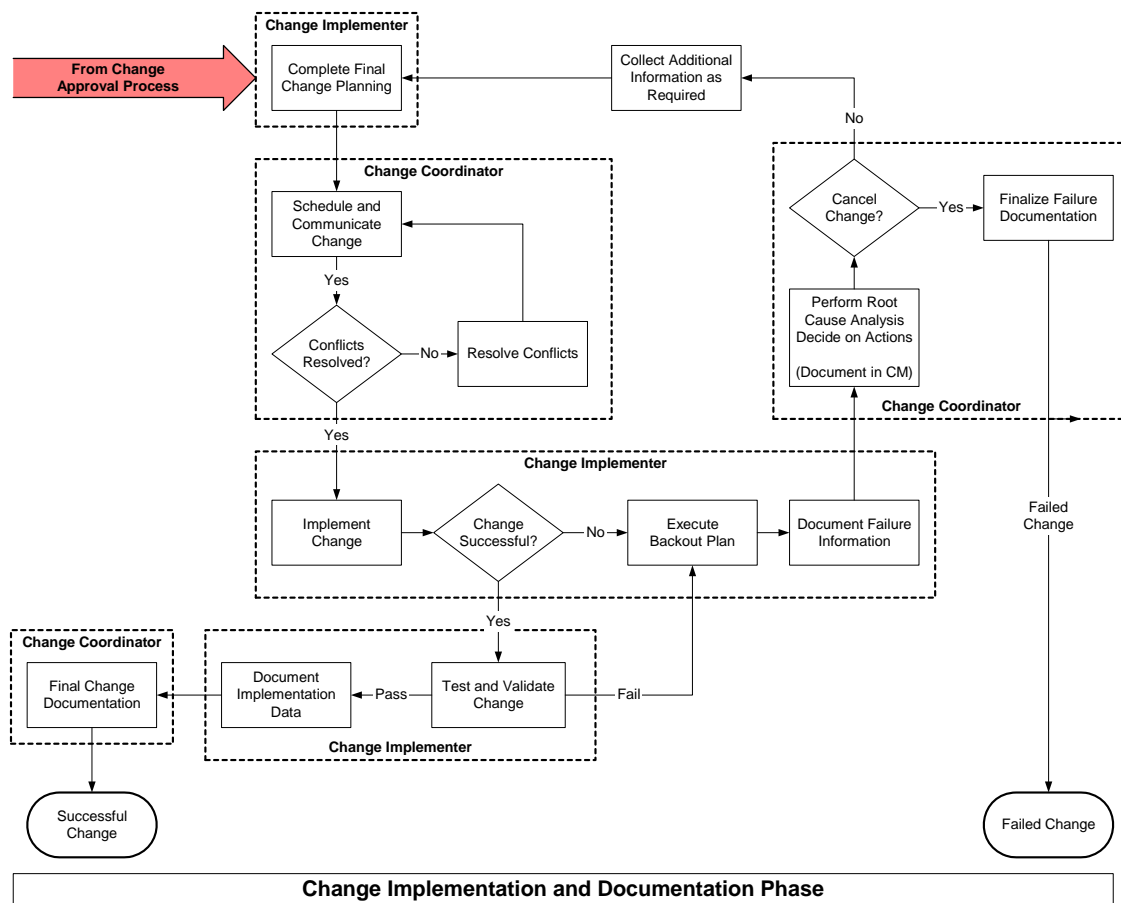 Change Implementer
From Change
Approval Process
Complete Final
Change Planning
Collect Additional
Information as
Required
No
Change Coordinator
Schedule and
Communicate
Change
Yes
Conflicts
Resolved?
No
Resolve Conflicts
Yes
Cancel
Change?
Yes
Finalize Failure
Documentation
Perform Root
Cause Analysis
Decide on Actions
(Document in CM)
Change Coordinator
Change Implementer
Implement
Change
Change
Successful?
No
Execute
Backout Plan
Document Failure
Information
Failed
Change
Yes
Change Coordinator
Final Change
Documentation
Document
Implementation
Data
Pass
Test and Validate
Change
Fail
Change Implementer
Successful
Change
Failed Change
Change Implementation and Documentation Phase